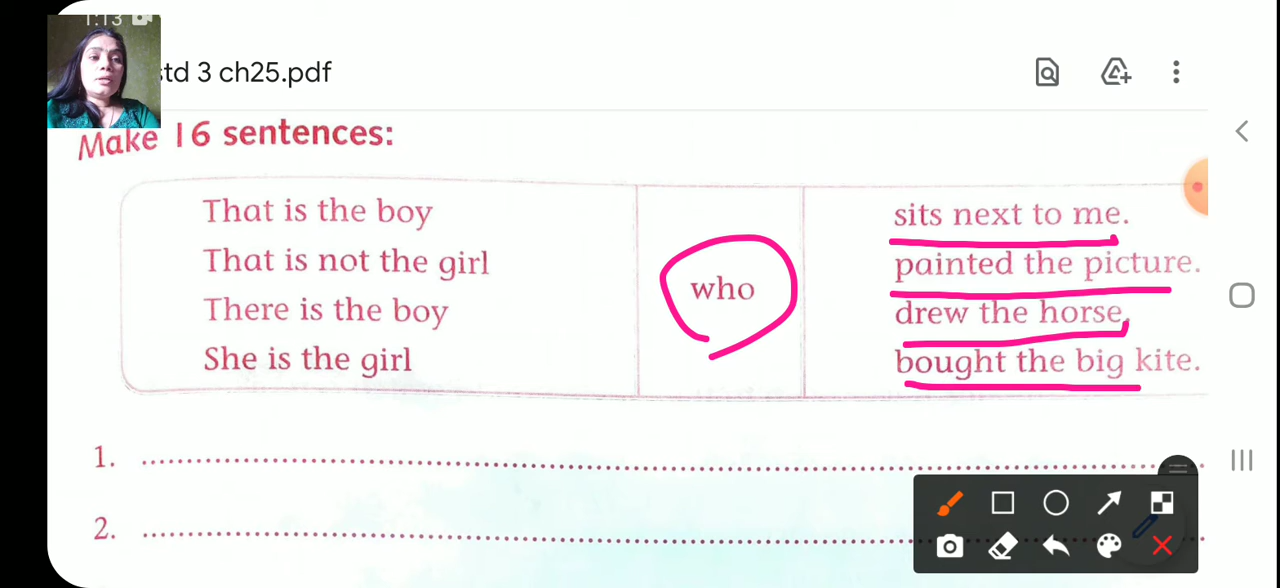 1:13
std 3 ch25.pdf
Make 16 sentences:
That is the boy
That is not the girl
There is the boy
She is the girl
who
sits next to me.
painted the picture.
drew the horse.
bought the big kite.
1.
2.